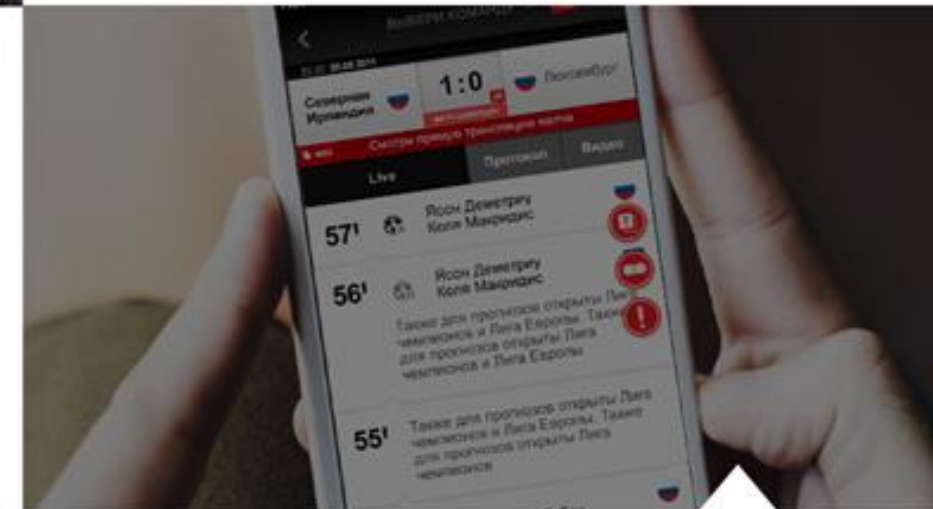 ВЫБЕРИ КОМАНДУ
Северная
Ирландия
1:0
Люксембург
Смотри прямую трансляцию матча
Live
Протокол
Видео
57'
Ясон Деметриу
Коля Макридис
56'
Ясон Деметриу
Коля Макридис
Также для прогнозов открыты Лига
чемпионов и Лига Европы. Также
для прогнозов открыты Лига
чемпионов и Лига Европы
55'
Также для прогнозов открыты Лига
чемпионов и Лига Европы. Также
для прогнозов открыты Лига
чемпионов